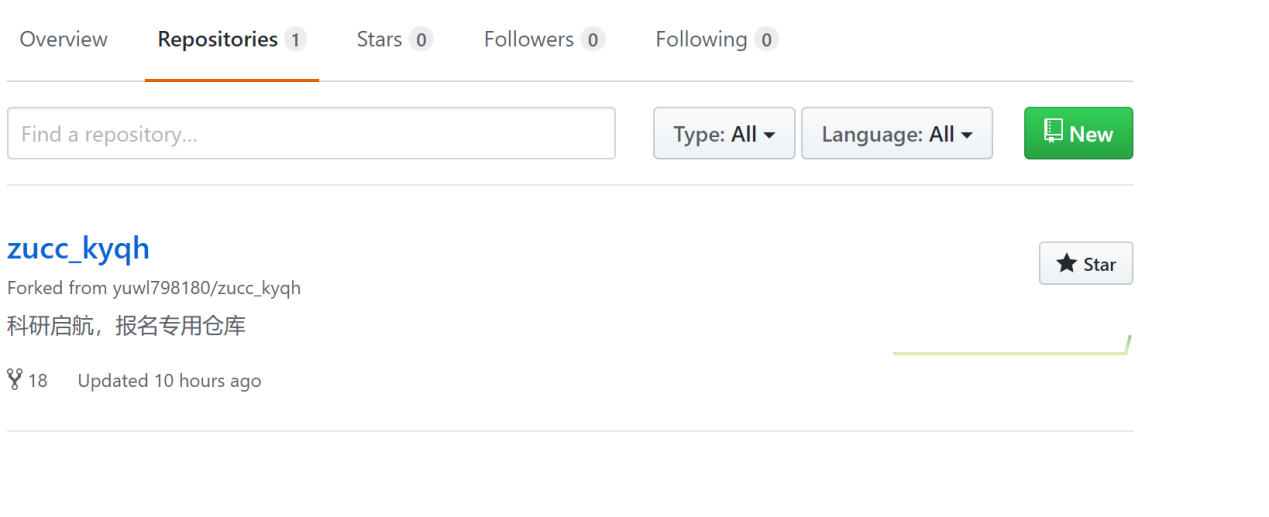 Overview Repositories 1 Stars 0 Followers 0 Following 0
Find a repository... Type: All Language: All New
zucc_kyqh
Star
Forked from yuwl798180/zucc_kyqh
科研启航，报名专用仓库
18 Updated 10 hours ago